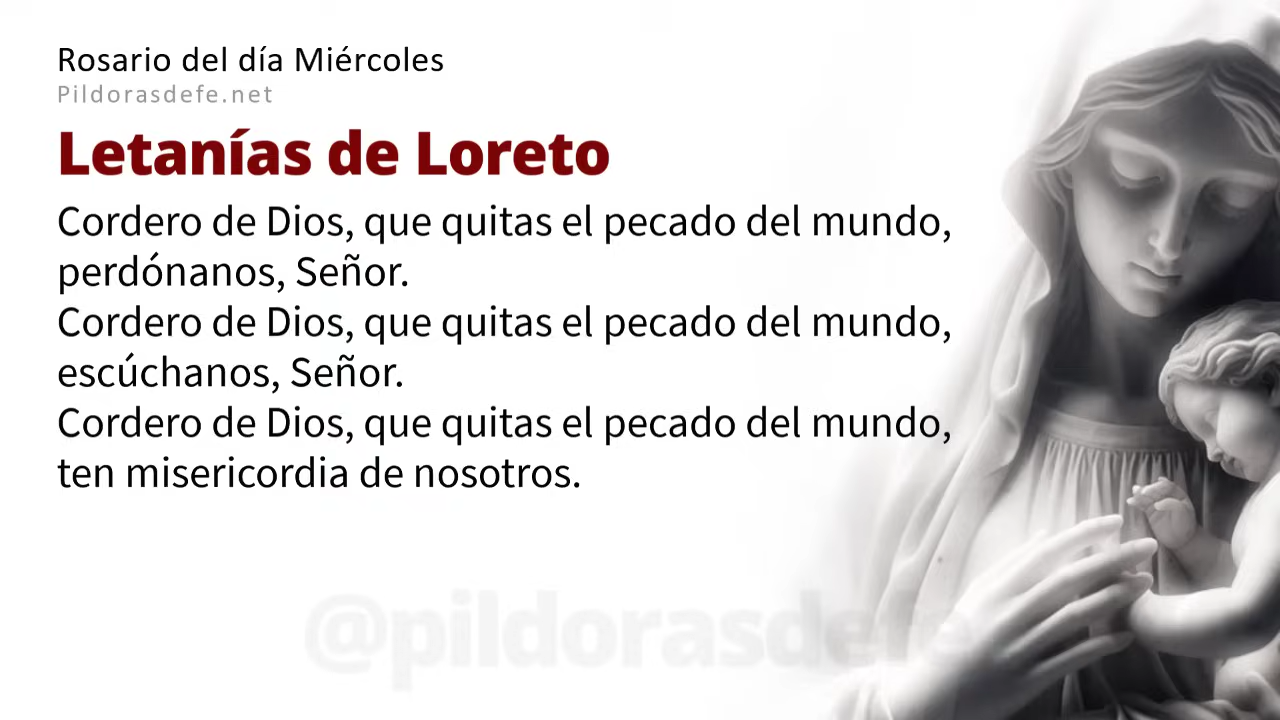 Rosario del día Miércoles
Pildorasdefe.net
Letanías de Loreto
Cordero de Dios, que quitas el pecado del mundo,
perdónanos, Señor.
Cordero de Dios, que quitas el pecado del mundo,
escúchanos, Señor.
Cordero de Dios, que quitas el pecado del mundo,
ten misericordia de nosotros.
@pildorasdefe